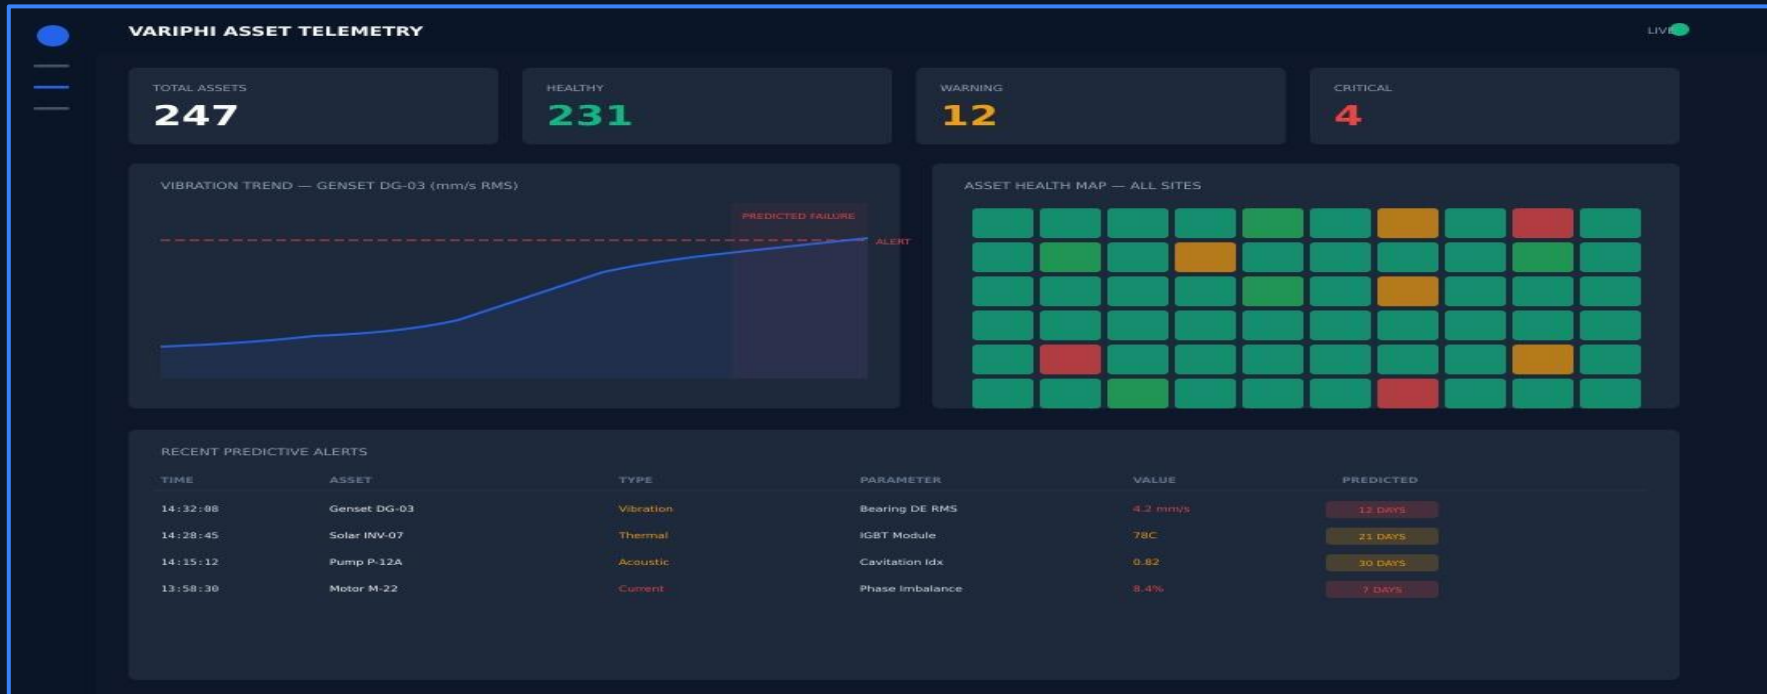 VARIPHI ASSET TELEMETRY
LIVE
TOTAL ASSETS
247
HEALTHY
231
WARNING
12
CRITICAL
4
VIBRATION TREND — GENSET DG-03 (mm/s RMS)
PREDICTED FAILURE
ALERT
ASSET HEALTH MAP — ALL SITES
RECENT PREDICTIVE ALERTS
TIME ASSET TYPE PARAMETER VALUE PREDICTED
14:32:08 Genset DG-03 Vibration Bearing DE RMS 4.2 mm/s 12 DAYS
14:28:45 Solar INV-07 Thermal IGBT Module 78C 21 DAYS
14:15:12 Pump P-12A Acoustic Cavitation Idx 0.82 30 DAYS
13:58:30 Motor M-22 Current Phase Imbalance 8.4% 7 DAYS